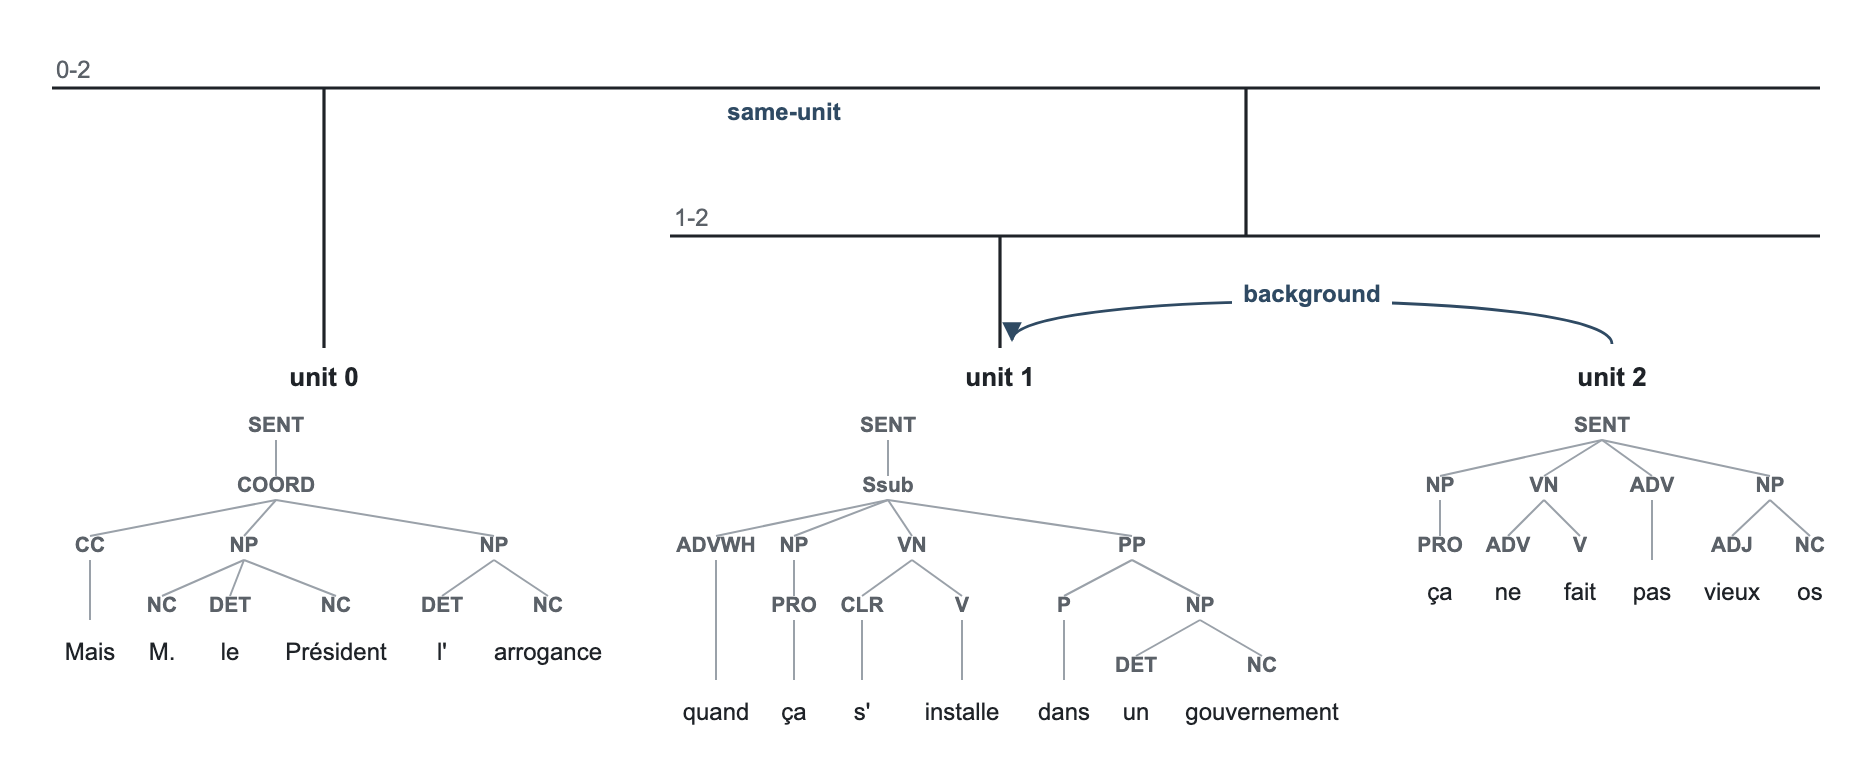 0-2
same-unit
1-2
background
unit 0 unit 1 unit 2
SENT SENT SENT
COORD Ssub NP VN ADV NP
CC NP NP ADVWH NP VN PP PRO ADV V ADJ NC
ça ne fait pas vieux os
NC DET NC DET NC PRO CLR V P NP
Mais M. le Président l' arrogance
DET NC
quand ça s' installe dans un gouvernement